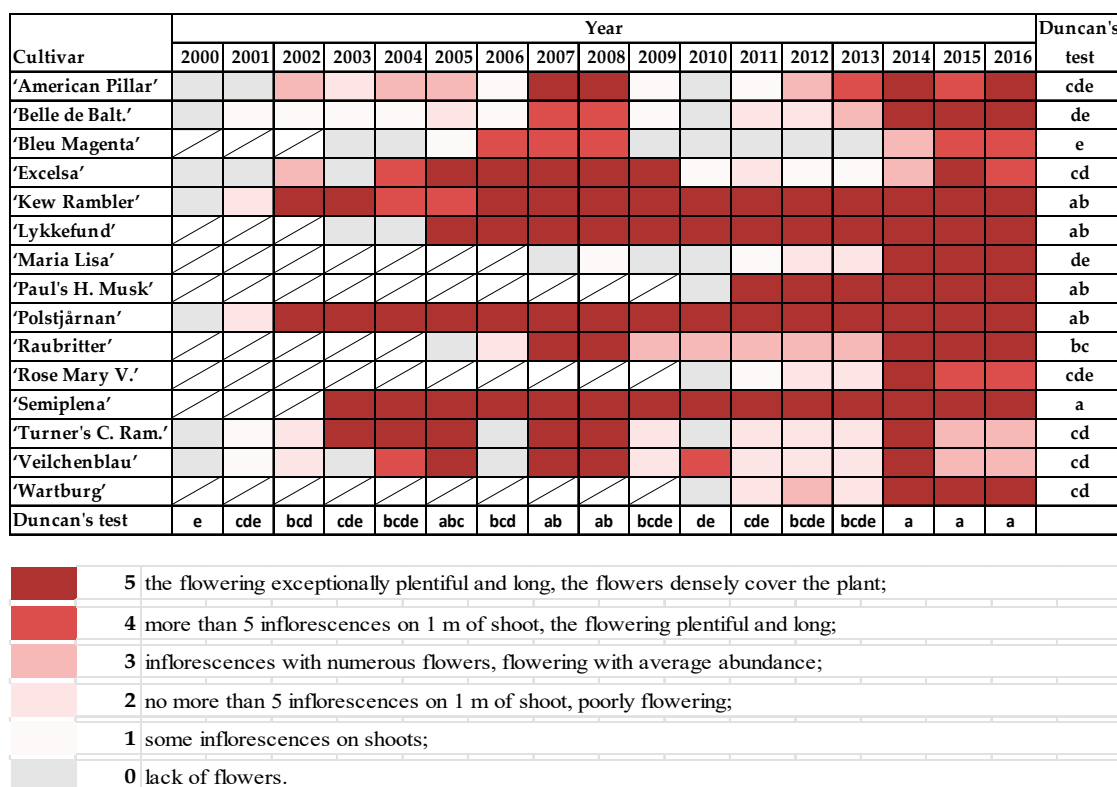 Year Duncan's
Cultivar 2000 2001 2002 2003 2004 2005 2006 2007 2008 2009 2010 2011 2012 2013 2014 2015 2016 test
‘American Pillar’ cde
‘Belle de Balt.’ de
‘Bleu Magenta’ e
‘Excelsa’ cd
‘Kew Rambler’ ab
‘Lykkefund’ ab
‘Maria Lisa’ de
‘Paul's H. Musk’ ab
‘Polstjårnan’ ab
‘Raubritter’ bc
‘Rose Mary V.’ cde
‘Semiplena’ a
‘Turner's C. Ram.’ cd
‘Veilchenblau’ cd
‘Wartburg’ cd
Duncan's test e cde bcd cde bcde abc bcd ab ab bcde de cde bcde bcde a a a
5 the flowering exceptionally plentiful and long, the flowers densely cover the plant;
4 more than 5 inflorescences on 1 m of shoot, the flowering plentiful and long;
3 inflorescences with numerous flowers, flowering with average abundance;
2 no more than 5 inflorescences on 1 m of shoot, poorly flowering;
1 some inflorescences on shoots;
0 lack of flowers.